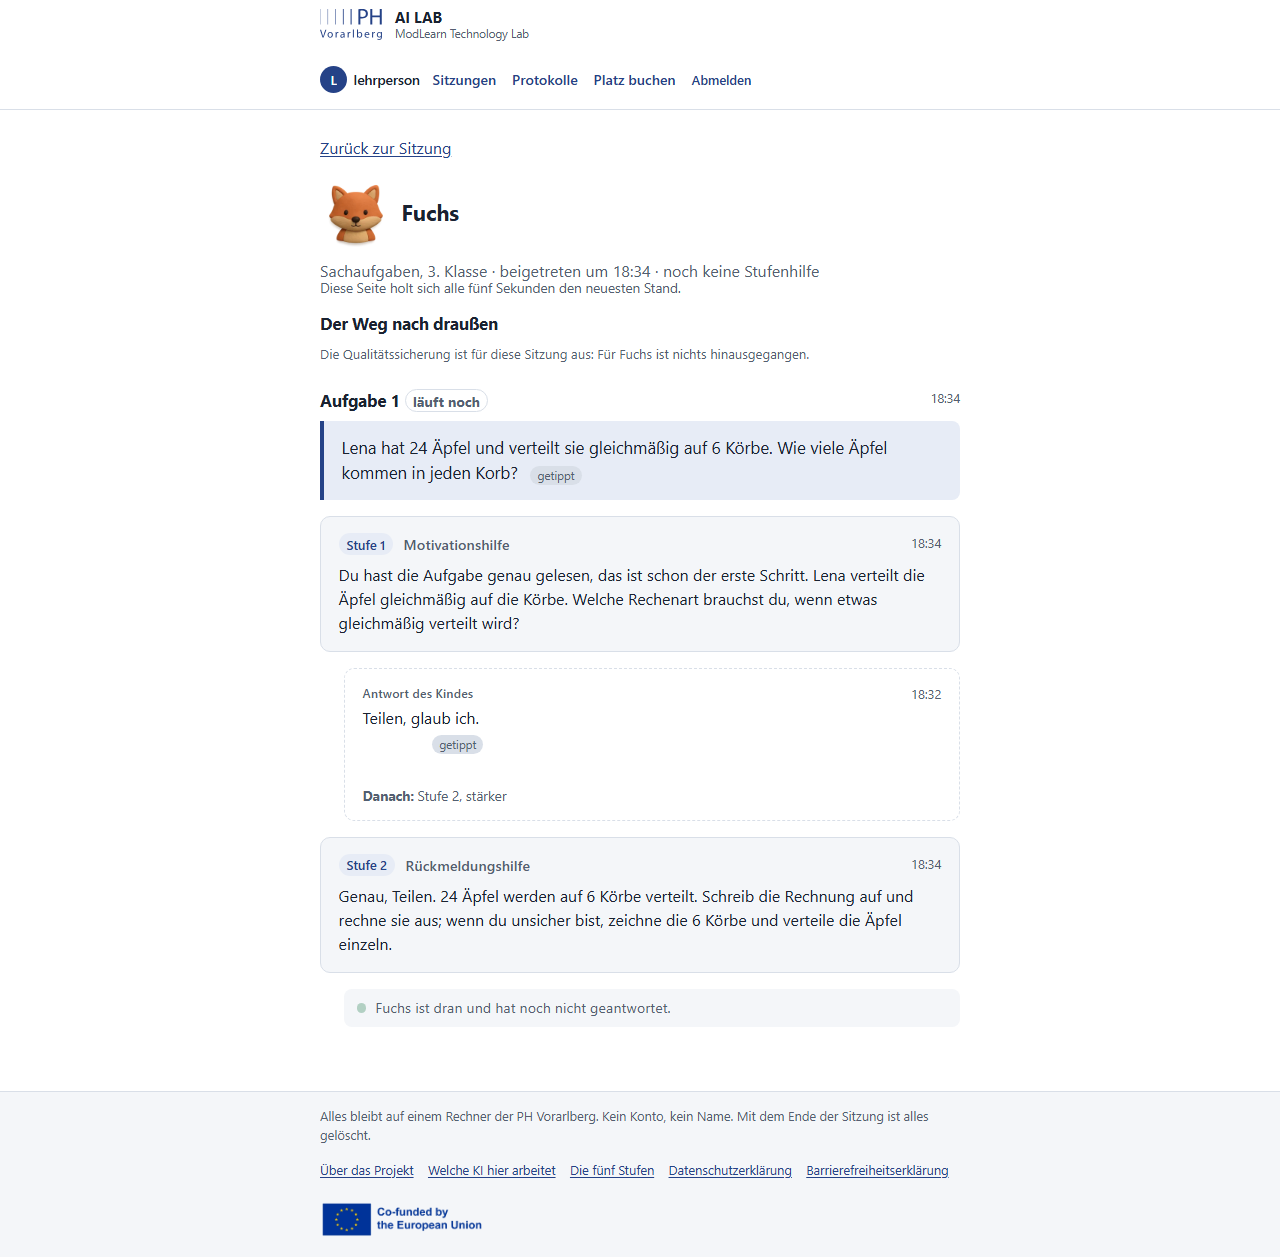 PH
Vorarlberg
AI LAB
ModLearn Technology Lab
L lehrperson Sitzungen Protokolle Platz buchen Abmelden
Zurück zur Sitzung
Fuchs
Sachaufgaben, 3. Klasse · beigetreten um 18:34 · noch keine Stufenhilfe
Diese Seite holt sich alle fünf Sekunden den neuesten Stand.
Der Weg nach draußen
Die Qualitätssicherung ist für diese Sitzung aus: Für Fuchs ist nichts hinausgegangen.
Aufgabe 1 läuft noch 18:34
Lena hat 24 Äpfel und verteilt sie gleichmäßig auf 6 Körbe. Wie viele Äpfel
kommen in jeden Korb? getippt
Stufe 1 Motivationshilfe 18:34
Du hast die Aufgabe genau gelesen, das ist schon der erste Schritt. Lena verteilt die
Äpfel gleichmäßig auf die Körbe. Welche Rechenart brauchst du, wenn etwas
gleichmäßig verteilt wird?
Antwort des Kindes 18:32
Teilen, glaub ich.
getippt
Danach: Stufe 2, stärker
Stufe 2 Rückmeldungshilfe 18:34
Genau, Teilen. 24 Äpfel werden auf 6 Körbe verteilt. Schreib die Rechnung auf und
rechne sie aus; wenn du unsicher bist, zeichne die 6 Körbe und verteile die Äpfel
einzeln.
Fuchs ist dran und hat noch nicht geantwortet.
Alles bleibt auf einem Rechner der PH Vorarlberg. Kein Konto, kein Name. Mit dem Ende der Sitzung ist alles
gelöscht.
Über das Projekt Welche KI hier arbeitet Die fünf Stufen Datenschutzerklärung Barrierefreiheitserklärung
Co-funded by
the European Union